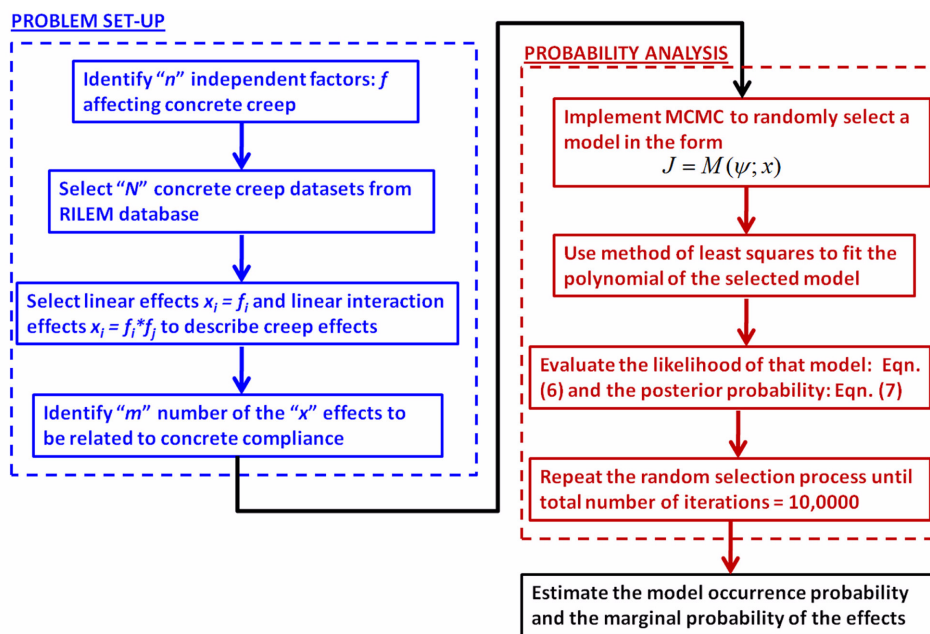 PROBLEM SET-UP
Identify “n” independent factors: f
affecting concrete creep
Select “N” concrete creep datasets from
RILEM database
Select linear effects xi = fi and linear interaction
effects xi = fi*fj to describe creep effects
Identify “m” number of the “x” effects to
be related to concrete compliance
PROBABILITY ANALYSIS
Implement MCMC to randomly select a
model in the form
J = M(ψ; x)
Use method of least squares to fit the
polynomial of the selected model
Evaluate the likelihood of that model: Eqn.
(6) and the posterior probability: Eqn. (7)
Repeat the random selection process until
total number of iterations = 10,0000
Estimate the model occurrence probability
and the marginal probability of the effects